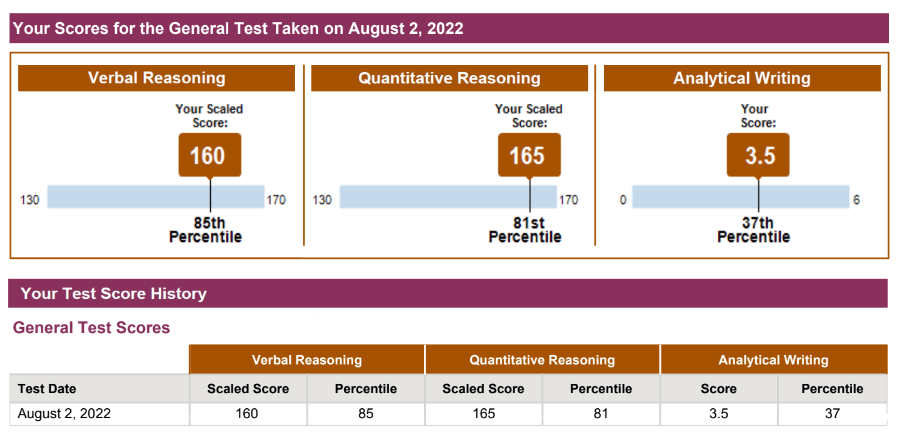 Your Scores for the General Test Taken on August 2, 2022
Verbal Reasoning
Your Scaled
Score:
160
130
170
85th
Percentile
Quantitative Reasoning
Your Scaled
Score:
165
130
170
81st
Percentile
Analytical Writing
Your
Score:
3.5
0
6
37th
Percentile
Your Test Score History
General Test Scores
Verbal Reasoning Quantitative Reasoning Analytical Writing
Test Date Scaled Score Percentile Scaled Score Percentile Score Percentile
August 2, 2022 160 85 165 81 3.5 37